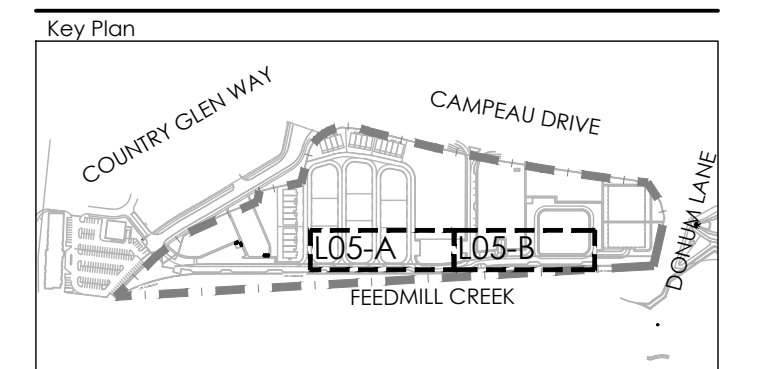 Key Plan
COUNTRY GLEN WAY
CAMPEAU DRIVE
DONUM LANE
L05-A
L05-B
FEEDMILL CREEK